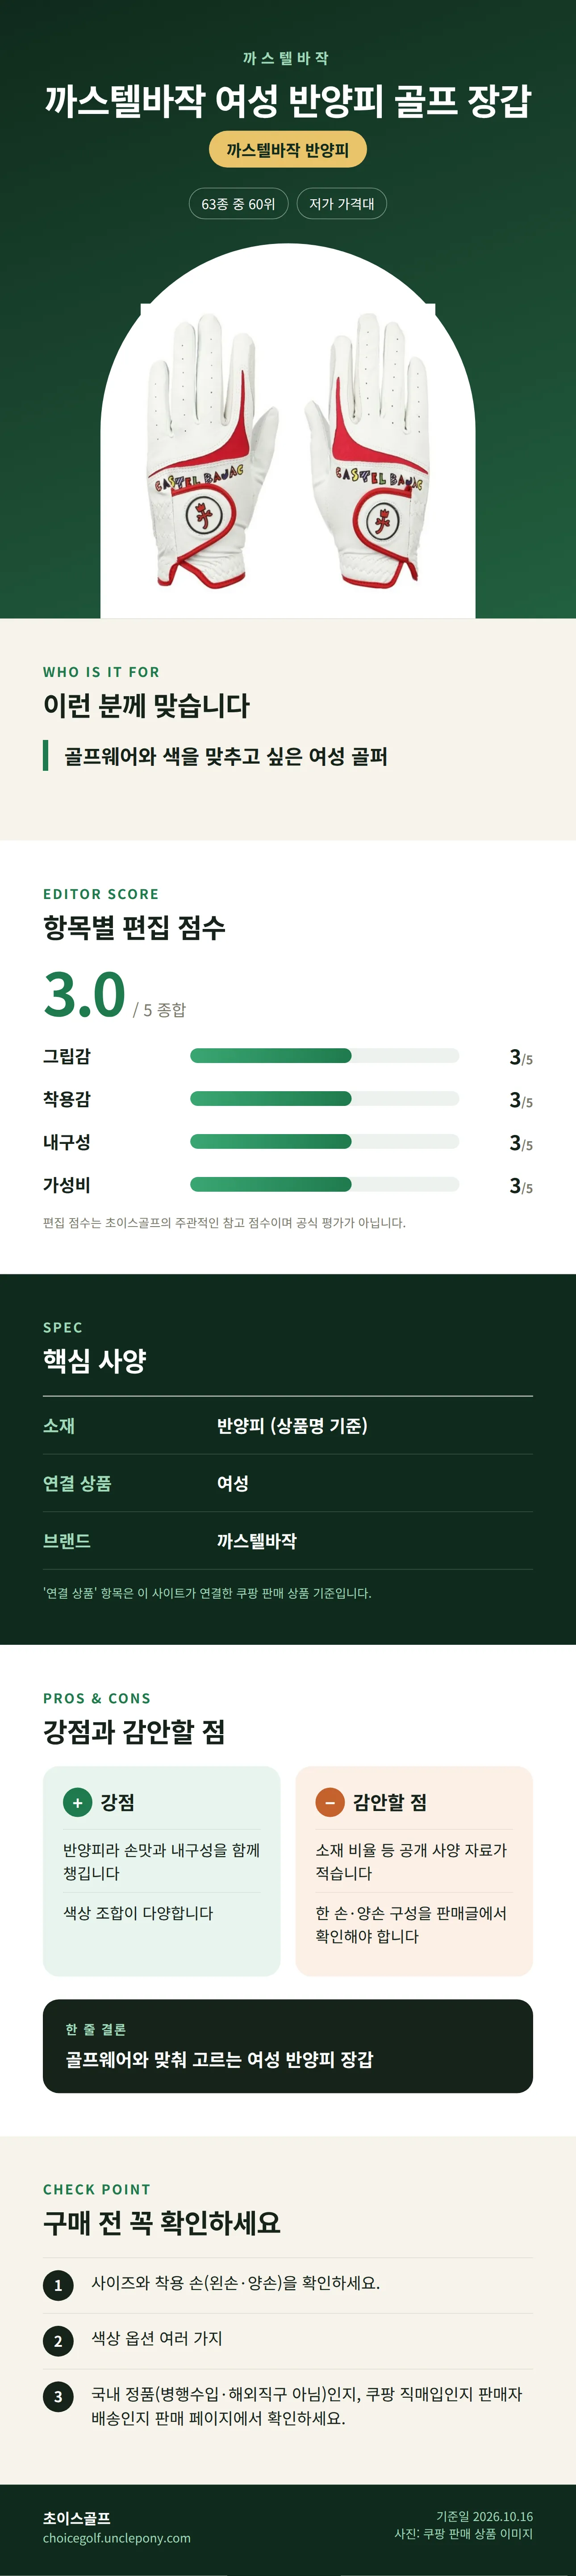 까스텔바작
까스텔바작 여성 반양피 골프 장갑
까스텔바작 반양피
63종 중 60위
저가 가격대
CASTEL BAJAC
CASTEL BAJAC
WHO IS IT FOR
이런 분께 맞습니다
골프웨어와 색을 맞추고 싶은 여성 골퍼
EDITOR SCORE
항목별 편집 점수
3.0 / 5 종합
그립감 3/5
착용감 3/5
내구성 3/5
가성비 3/5
편집 점수는 초이스골프의 주관적인 참고 점수이며 공식 평가가 아닙니다.
SPEC
핵심 사양
소재 반양피 (상품명 기준)
연결 상품 여성
브랜드 까스텔바작
'연결 상품' 항목은 이 사이트가 연결한 쿠팡 판매 상품 기준입니다.
PROS & CONS
강점과 감안할 점
+ 강점
반양피라 손맛과 내구성을 함께
챙깁니다
색상 조합이 다양합니다
− 감안할 점
소재 비율 등 공개 사양 자료가
적습니다
한 손·양손 구성을 판매글에서
확인해야 합니다
한 줄 결론
골프웨어와 맞춰 고르는 여성 반양피 장갑
CHECK POINT
구매 전 꼭 확인하세요
1 사이즈와 착용 손(왼손·양손)을 확인하세요.
2 색상 옵션 여러 가지
3 국내 정품(병행수입·해외직구 아님)인지, 쿠팡 직매입인지 판매자
배송인지 판매 페이지에서 확인하세요.
초이스골프
choicegolf.unclepony.com
기준일 2026.10.16
사진: 쿠팡 판매 상품 이미지